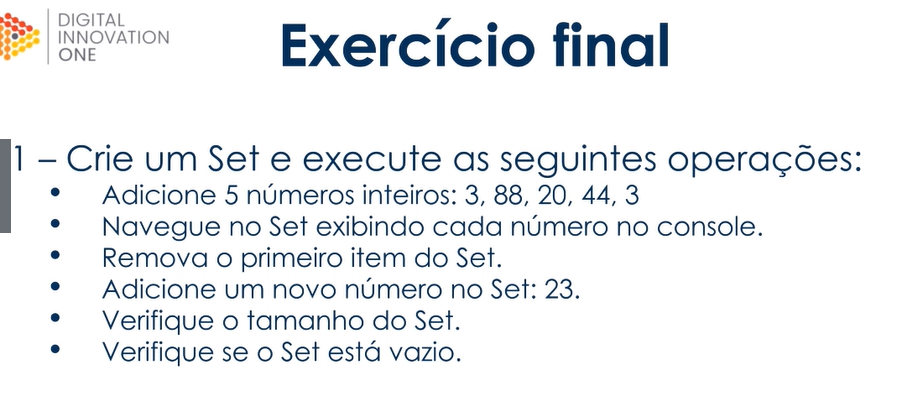 DIGITAL
INNOVATION
ONE
Exercício final
1 – Crie um Set e execute as seguintes operações:
• Adicione 5 números inteiros: 3, 88, 20, 44, 3
• Navegue no Set exibindo cada número no console.
• Remova o primeiro item do Set.
• Adicione um novo número no Set: 23.
• Verifique o tamanho do Set.
• Verifique se o Set está vazio.